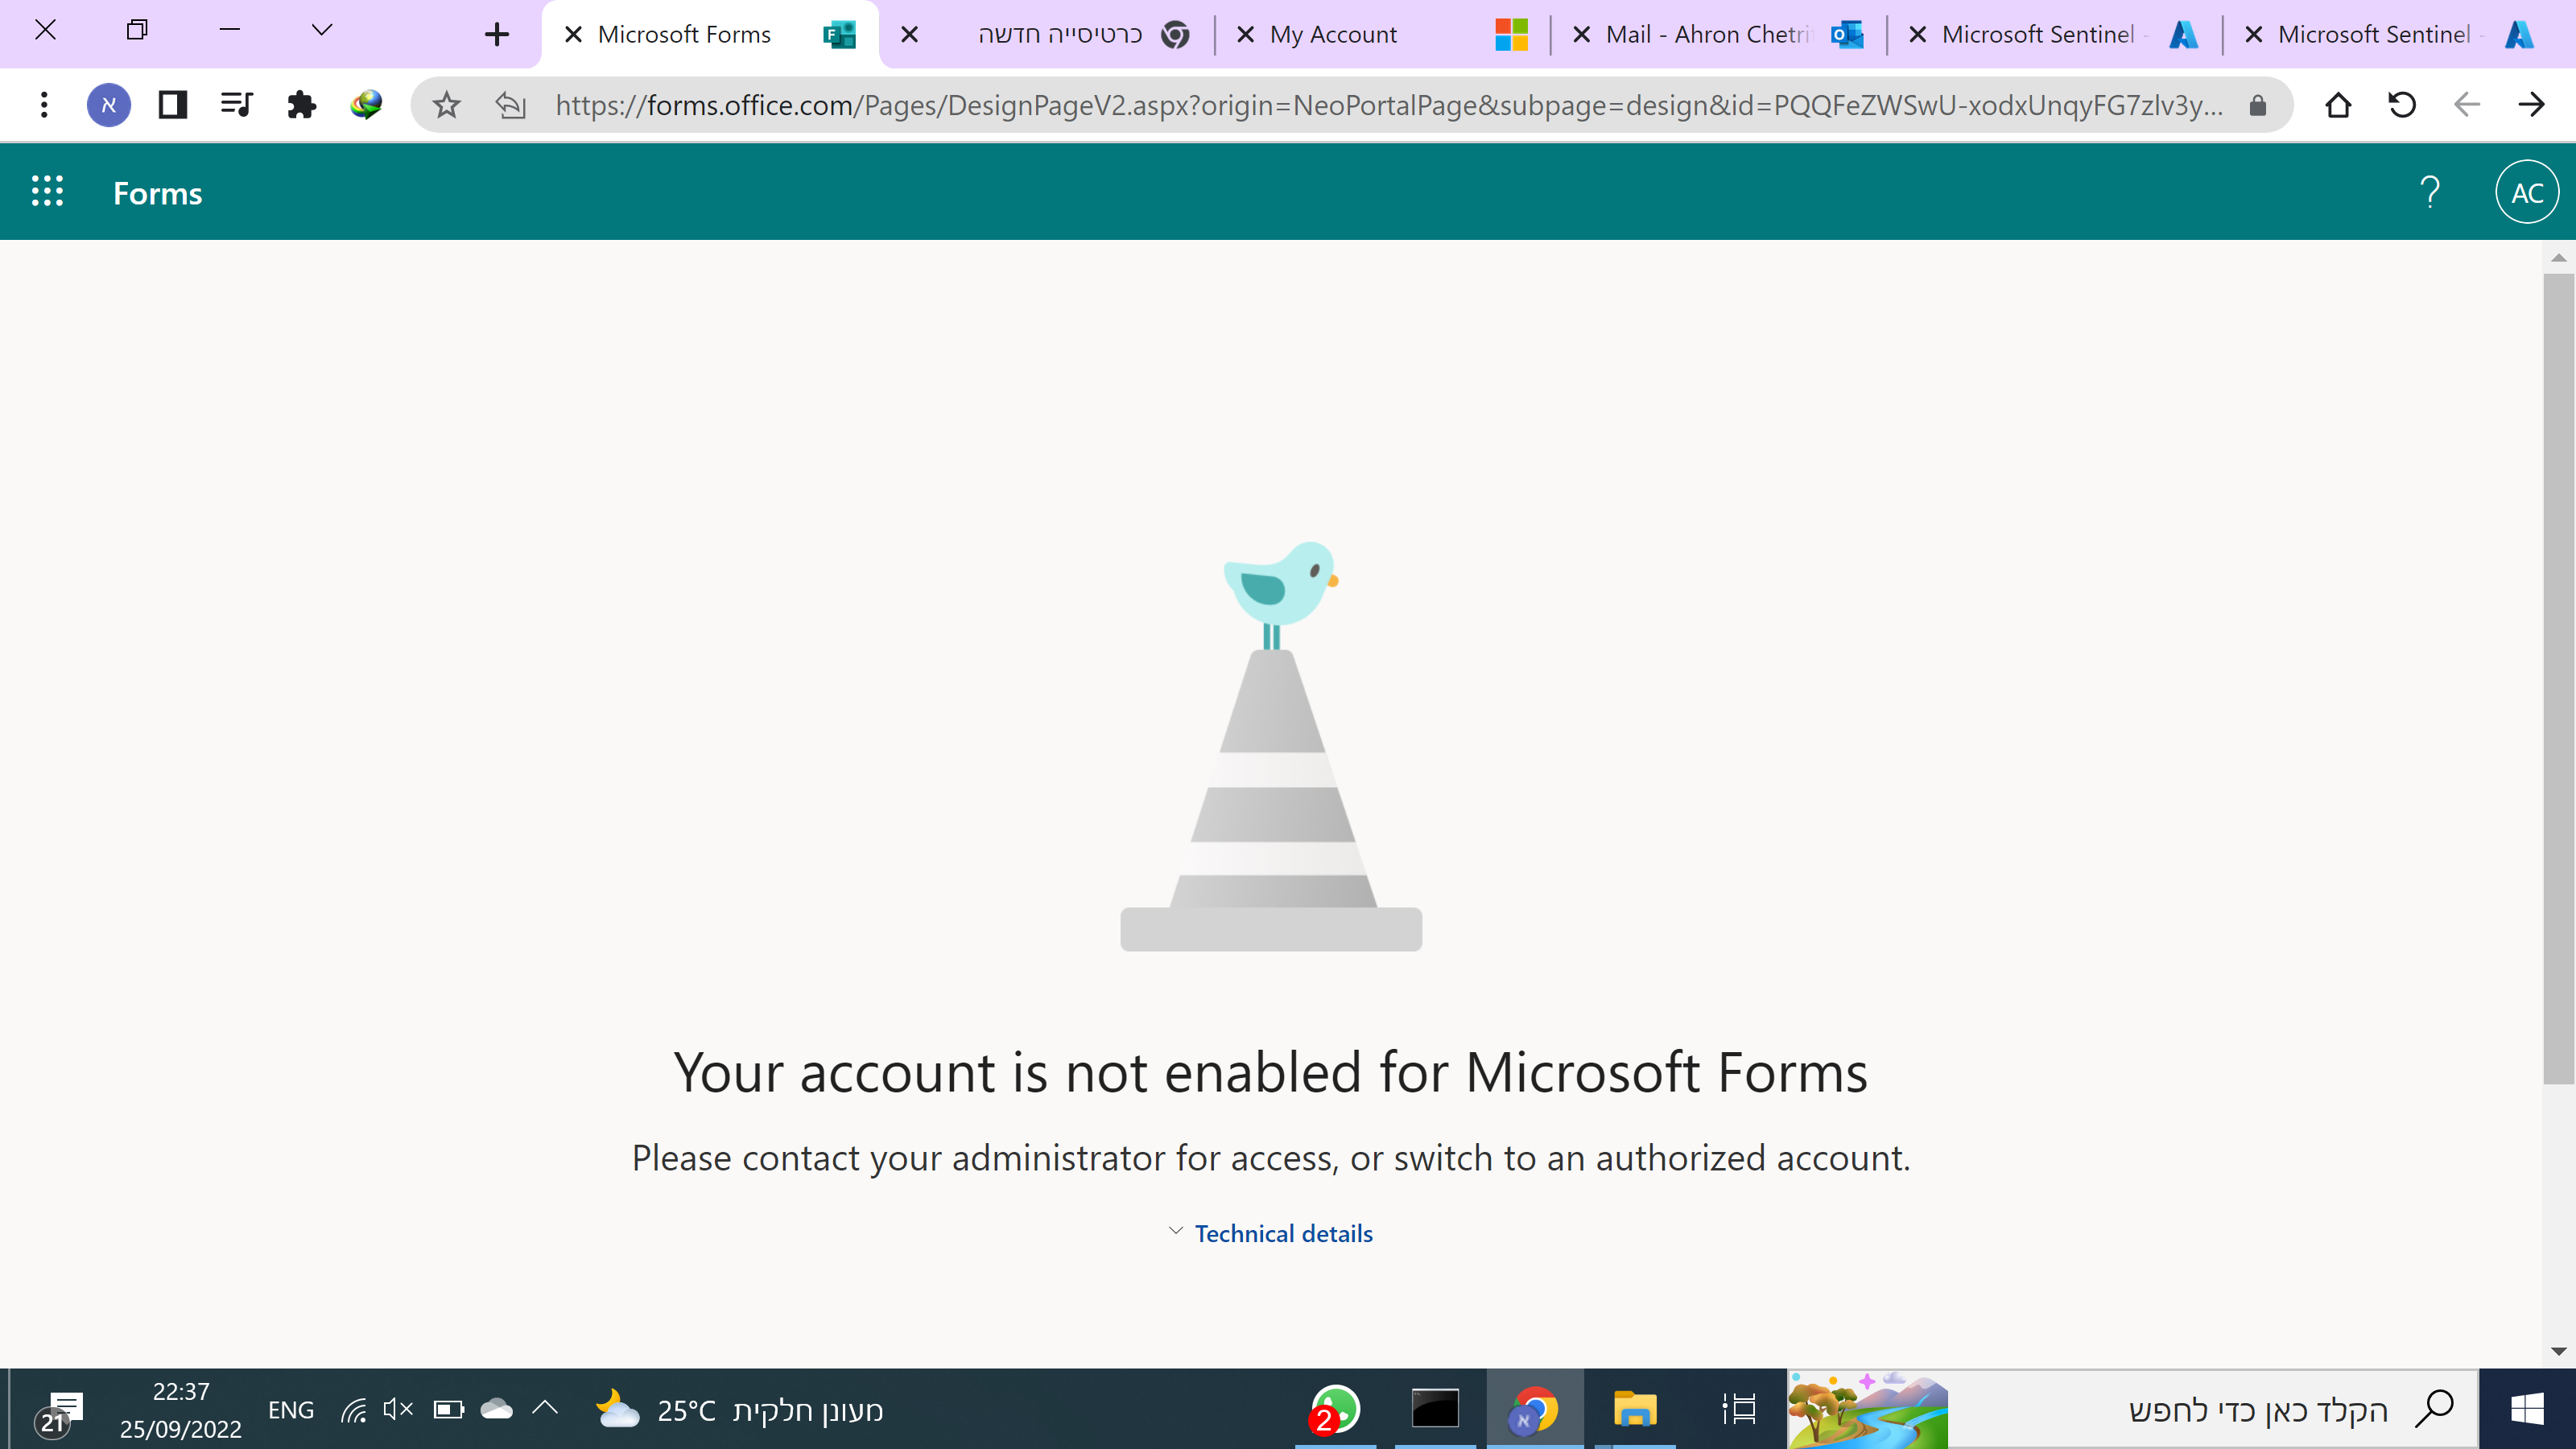 Microsoft Forms
כרטיסייה חדשה
My Account
Mail - Ahron Chetri
Microsoft Sentinel -
Microsoft Sentinel -
א
https://forms.office.com/Pages/DesignPageV2.aspx?origin=NeoPortalPage&subpage=design&id=PQQFeZWSwU-xodxUnqyFG7zlv3y...
Forms
?
AC
Your account is not enabled for Microsoft Forms
Please contact your administrator for access, or switch to an authorized account.
Technical details
21
22:37
25/09/2022
ENG
25°C מעונן חלקית
2
א
הקלד כאן כדי לחפש